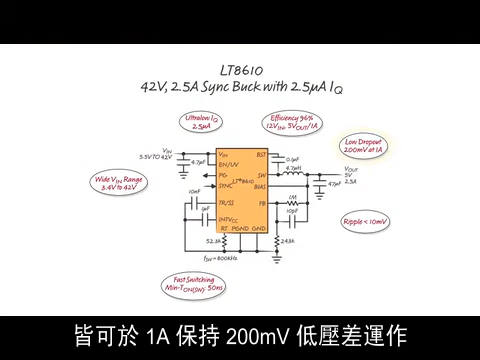 LT8610
42V, 2.5A Sync Buck with 2.5μA IQ
Ultralow IQ
2.5μA
Efficiency 96%
12VIN, 5VOUT/1A
Low Dropout
200mV at 1A
Wide VIN Range
3.4V to 42V
Ripple < 10mV
Fast Switching
Min-TON(SW): 50ns
VIN
5.5V TO 42V
4.7μF
VIN
EN/UV
PG
SYNC
LT®8610
TR/SS
INTVCC
RT
PGND
GND
BST
SW
BIAS
FB
0.1μF
4.7μH
VOUT
5V
2.5A
47μF
1M
10pF
243k
10nF
1μF
52.3k
fSW = 800kHz
皆可於 1A 保持 200mV 低壓差運作